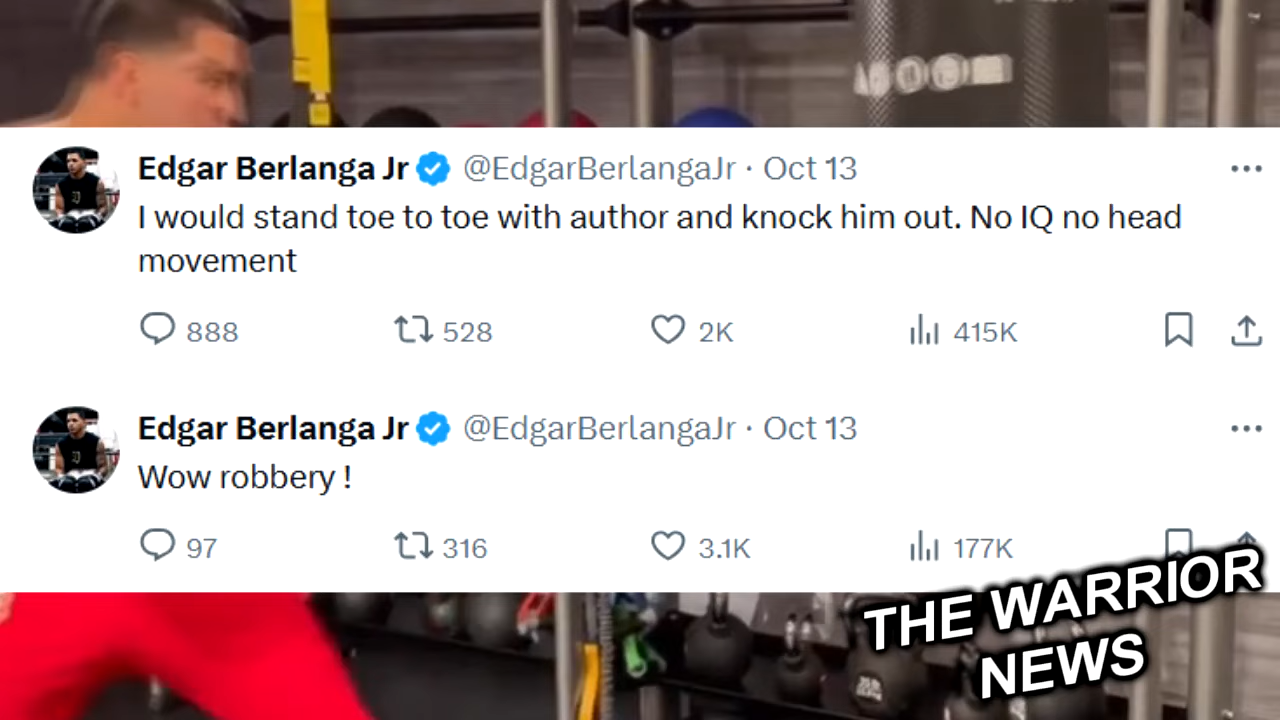 Edgar Berlanga Jr @EdgarBerlangaJr · Oct 13
I would stand toe to toe with author and knock him out. No IQ no head
movement
888 528 2K 415K
Edgar Berlanga Jr @EdgarBerlangaJr · Oct 13
Wow robbery !
97 316 3.1K 177K
THE WARRIOR
NEWS